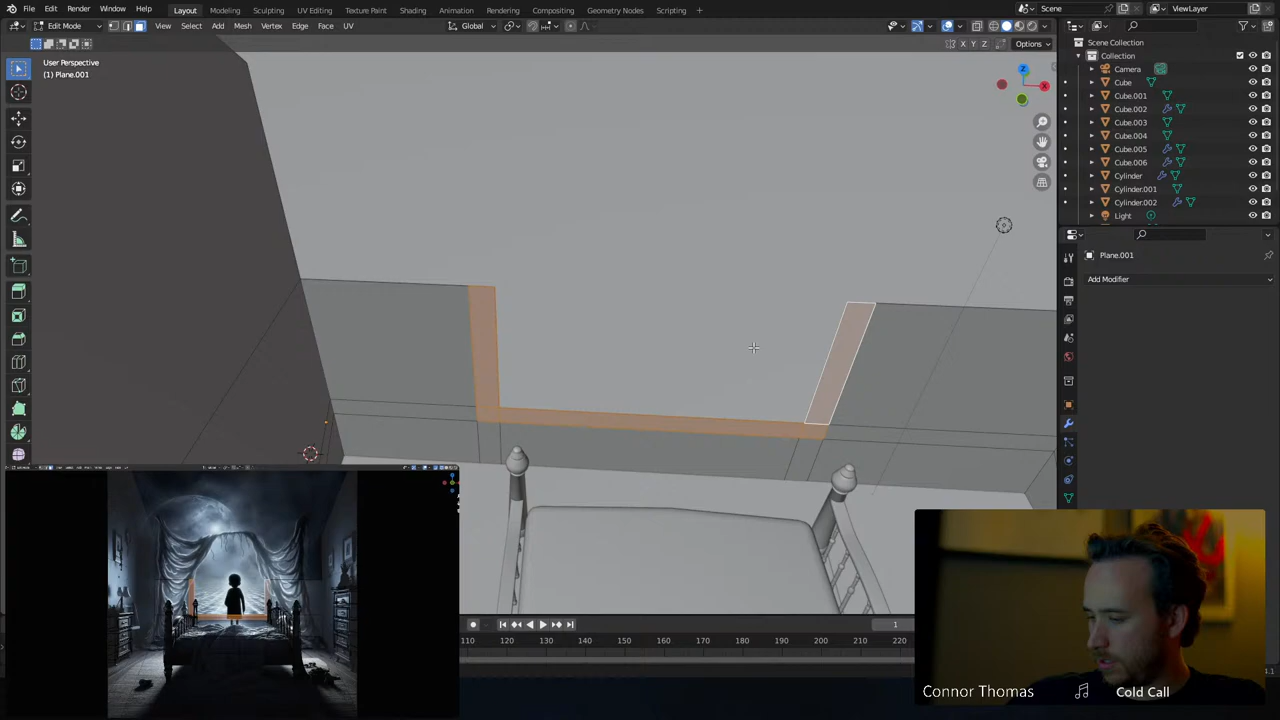 File Edit Render Window Help Layout Modeling Sculpting UV Editing Texture Paint Shading Animation Rendering Compositing Geometry Nodes Scripting + Scene ViewLayer
Edit Mode View Select Add Mesh Vertex Edge Face UV Global
X Y Z Options
User Perspective
(1) Plane.001
Z
X
Scene Collection
Collection
Camera
Cube
Cube.001
Cube.002
Cube.003
Cube.004
Cube.005
Cube.006
Cylinder
Cylinder.001
Cylinder.002
Light
Plane.001
Add Modifier
1
110 120 130 140 150 160 170 180 190 200 210 220
Connor Thomas Cold Call